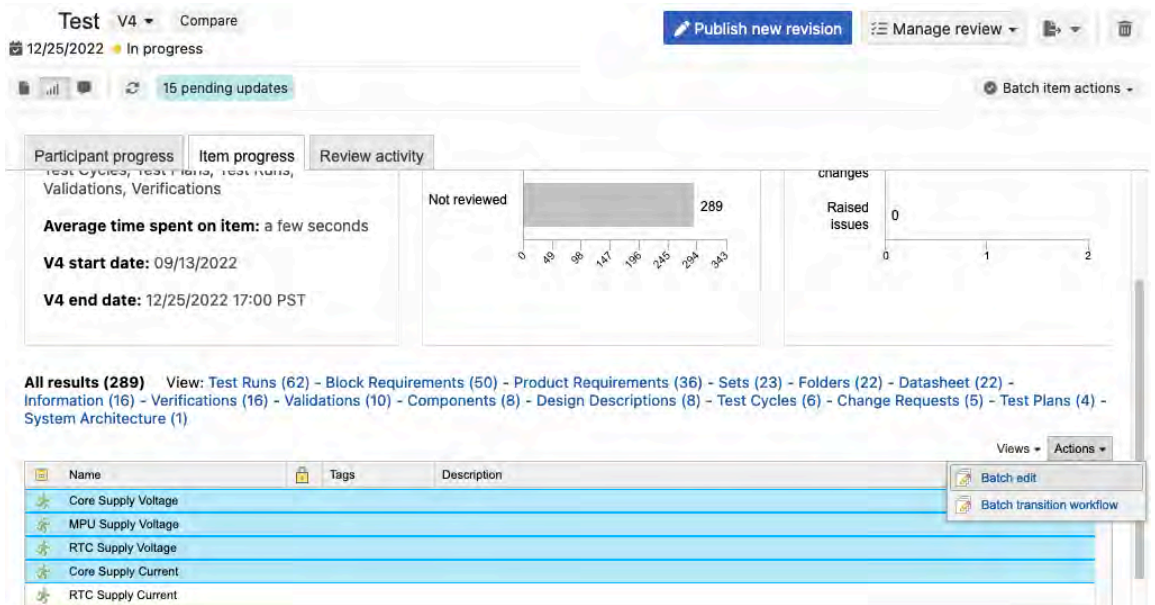 Test V4 Compare
Publish new revision
Manage review
12/25/2022 In progress
15 pending updates
Batch item actions
Participant progress
Item progress
Review activity
Test Cycles, Test Plans, Test Runs,
Validations, Verifications
Average time spent on item: a few seconds
V4 start date: 09/13/2022
V4 end date: 12/25/2022 17:00 PST
Not reviewed
289
0 49 98 147 196 245 294 343
changes
Raised
issues
0
0 1 2
All results (289) View: Test Runs (62) - Block Requirements (50) - Product Requirements (36) - Sets (23) - Folders (22) - Datasheet (22) -
Information (16) - Verifications (16) - Validations (10) - Components (8) - Design Descriptions (8) - Test Cycles (6) - Change Requests (5) - Test Plans (4) -
System Architecture (1)
Views Actions
Name Tags Description
Batch edit
Batch transition workflow
Core Supply Voltage
MPU Supply Voltage
RTC Supply Voltage
Core Supply Current
RTC Supply Current